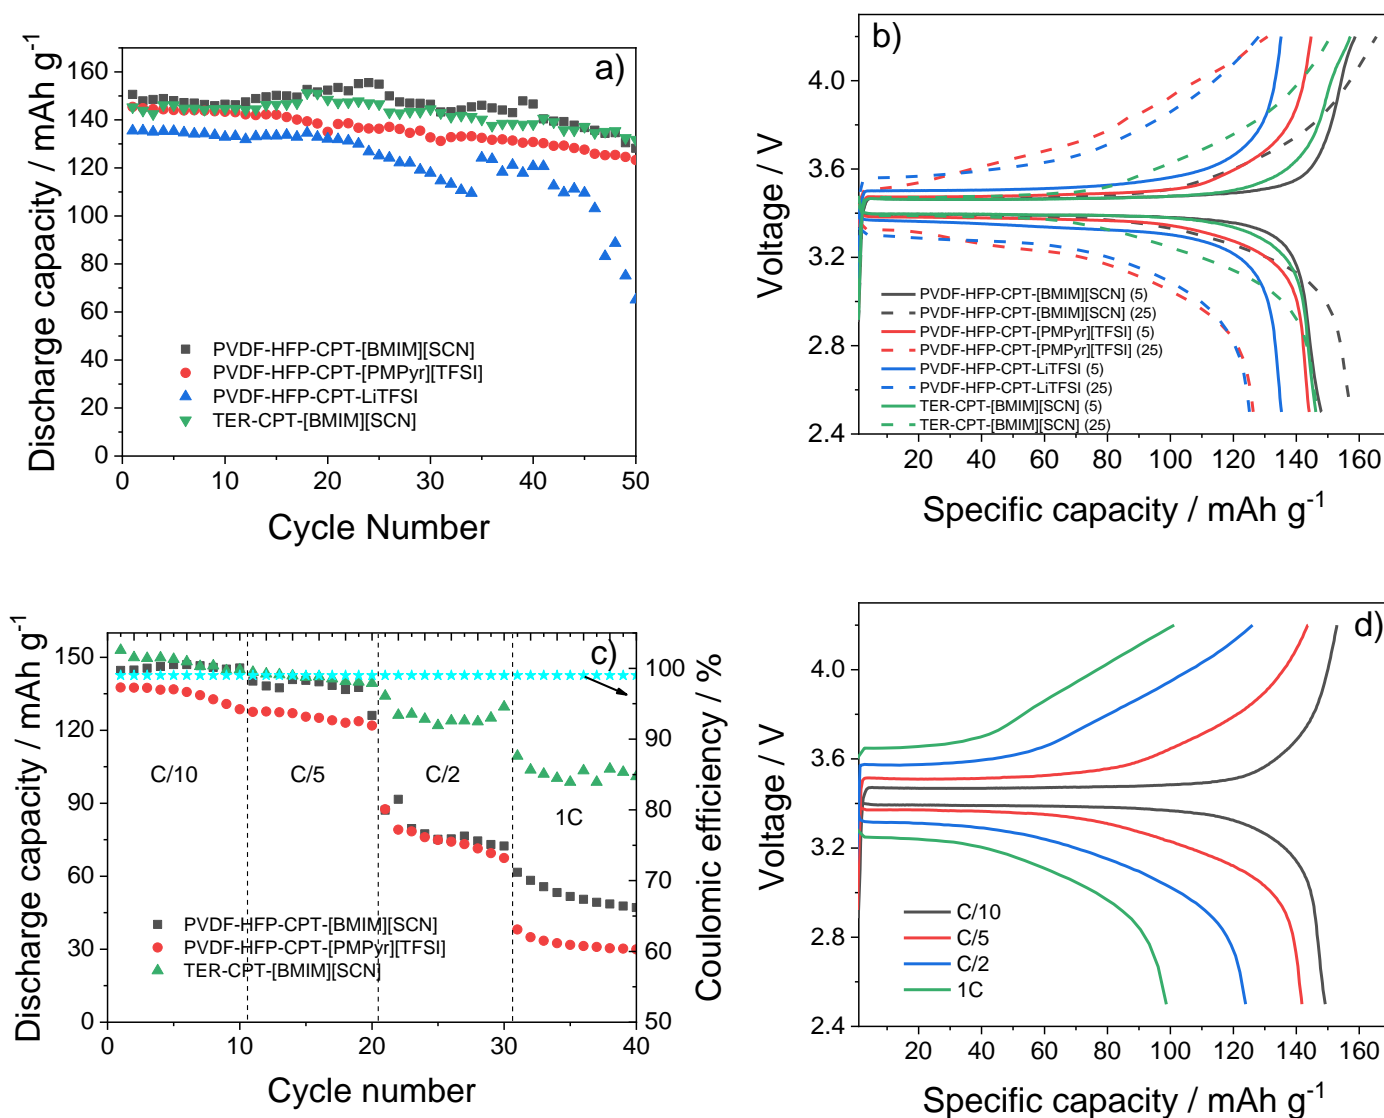 a)
160
140
120
100
80
60
40
20
0
Discharge capacity / mAh g⁻¹
PVDF-HFP-CPT-[BMIM][SCN]
PVDF-HFP-CPT-[PMPyr][TFSI]
PVDF-HFP-CPT-LiTFSI
TER-CPT-[BMIM][SCN]
0 10 20 30 40 50
Cycle Number
b)
4.0
3.6
3.2
2.8
2.4
Voltage / V
PVDF-HFP-CPT-[BMIM][SCN] (5)
PVDF-HFP-CPT-[BMIM][SCN] (25)
PVDF-HFP-CPT-[PMPyr][TFSI] (5)
PVDF-HFP-CPT-[PMPyr][TFSI] (25)
PVDF-HFP-CPT-LiTFSI (5)
PVDF-HFP-CPT-LiTFSI (25)
TER-CPT-[BMIM][SCN] (5)
TER-CPT-[BMIM][SCN] (25)
20 40 60 80 100 120 140 160
Specific capacity / mAh g⁻¹
c)
150
120
90
60
30
0
Discharge capacity / mAh g⁻¹
C/10 C/5 C/2
1C
PVDF-HFP-CPT-[BMIM][SCN]
PVDF-HFP-CPT-[PMPyr][TFSI]
TER-CPT-[BMIM][SCN]
100
90
80
70
60
50
Coulomic efficiency / %
0 10 20 30 40
Cycle number
d)
4.0
3.6
3.2
2.8
2.4
Voltage / V
C/10
C/5
C/2
1C
20 40 60 80 100 120 140 160
Specific capacity / mAh g⁻¹